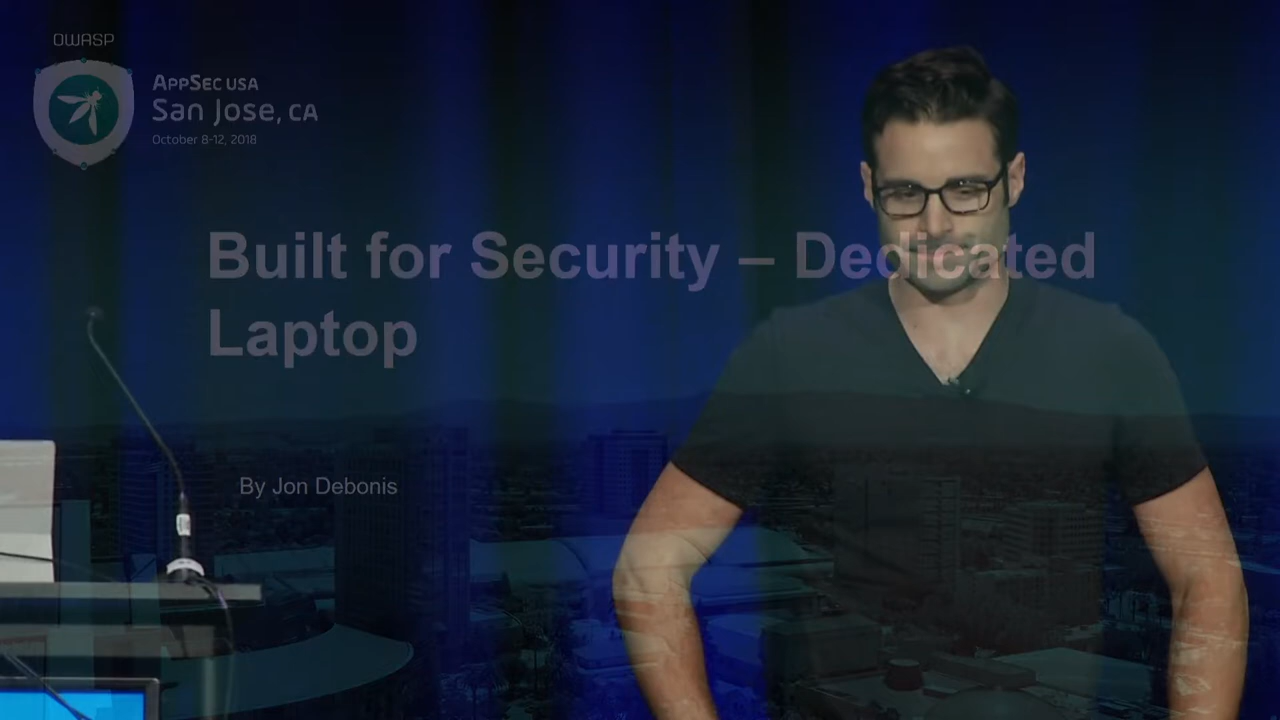 OWASP
APPSEC USA
San Jose, CA
October 8-12, 2018
Built for Security – Dedicated
Laptop
By Jon Debonis